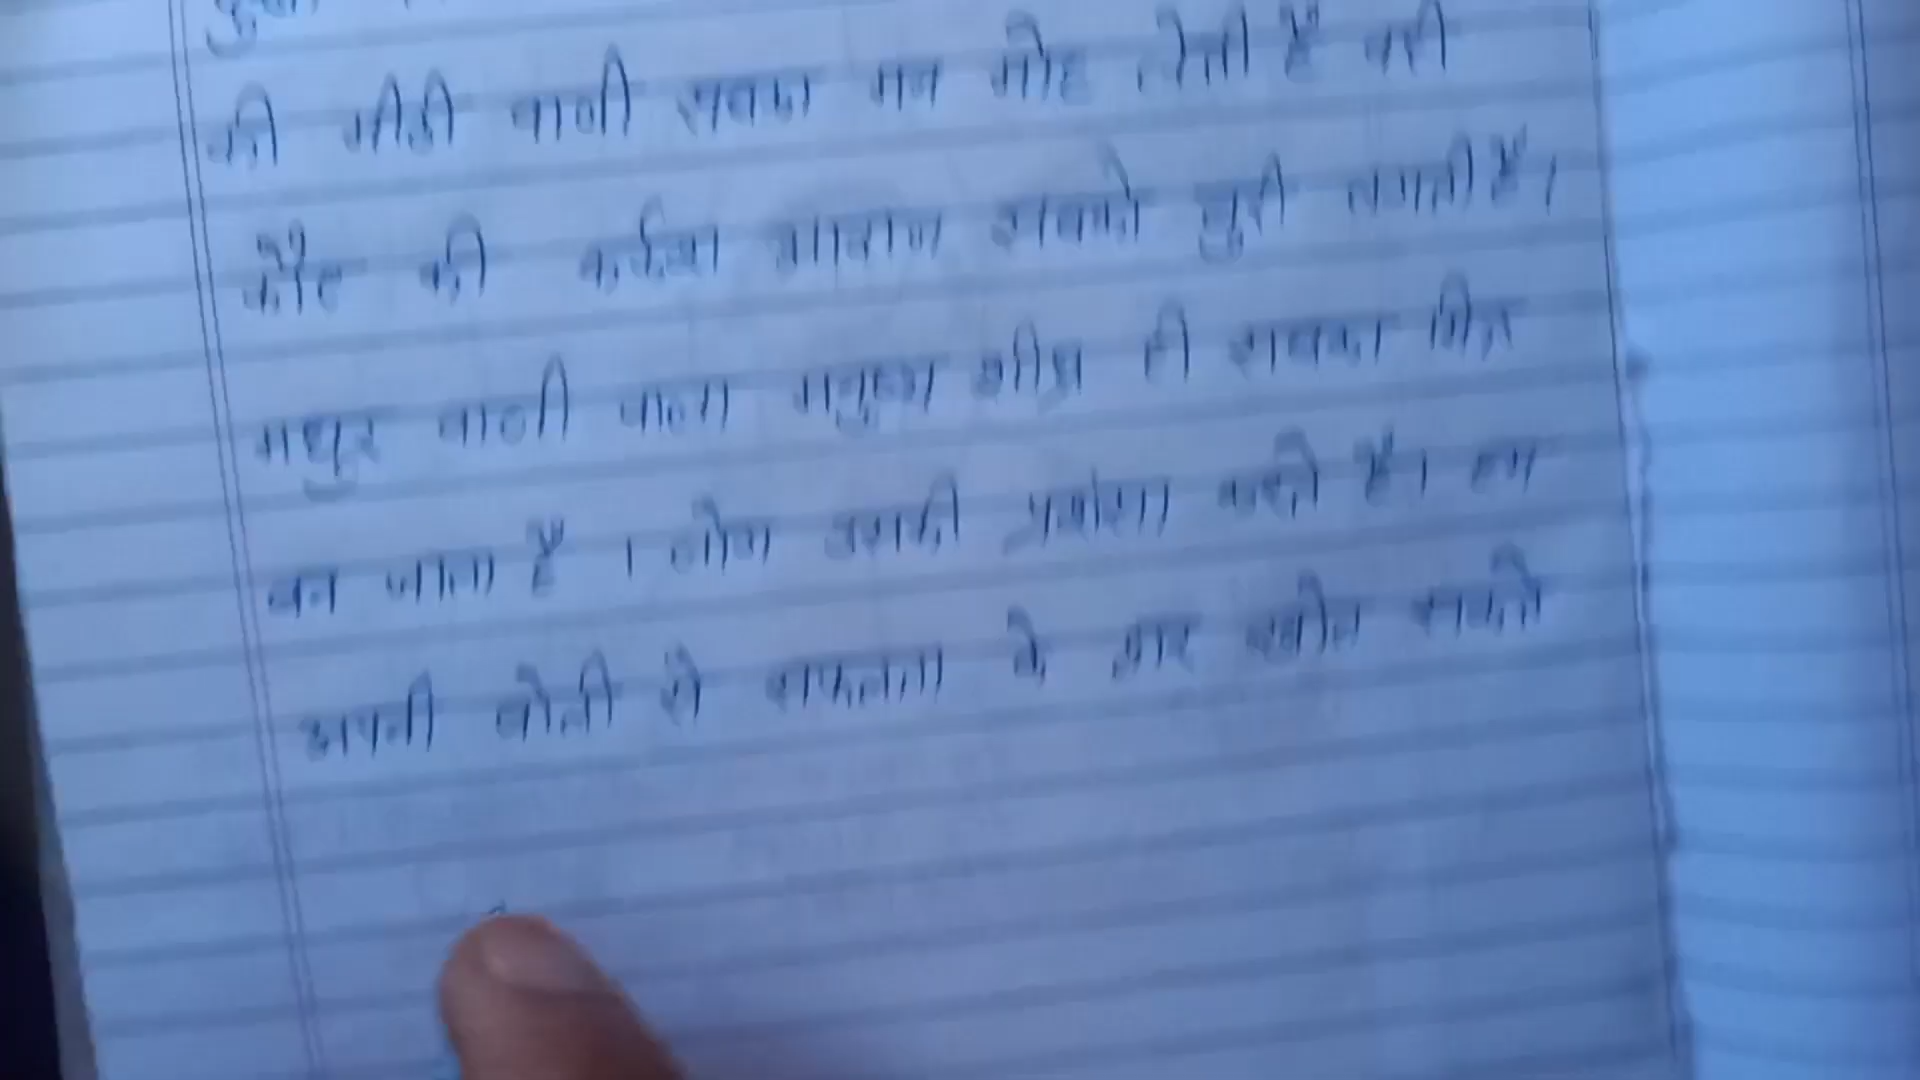 की मीठी वाणी सबका मन मोह लेती है वही
कौए की कर्कश आवाज सबको बुरी लगती है।
मधुर वाणी वाला मनुष्य शीघ्र ही सबका मित्र
बन जाता है । लोग उसकी प्रशंसा करते है। हम
अपनी बोली से सफलता के द्वार खोल सकते